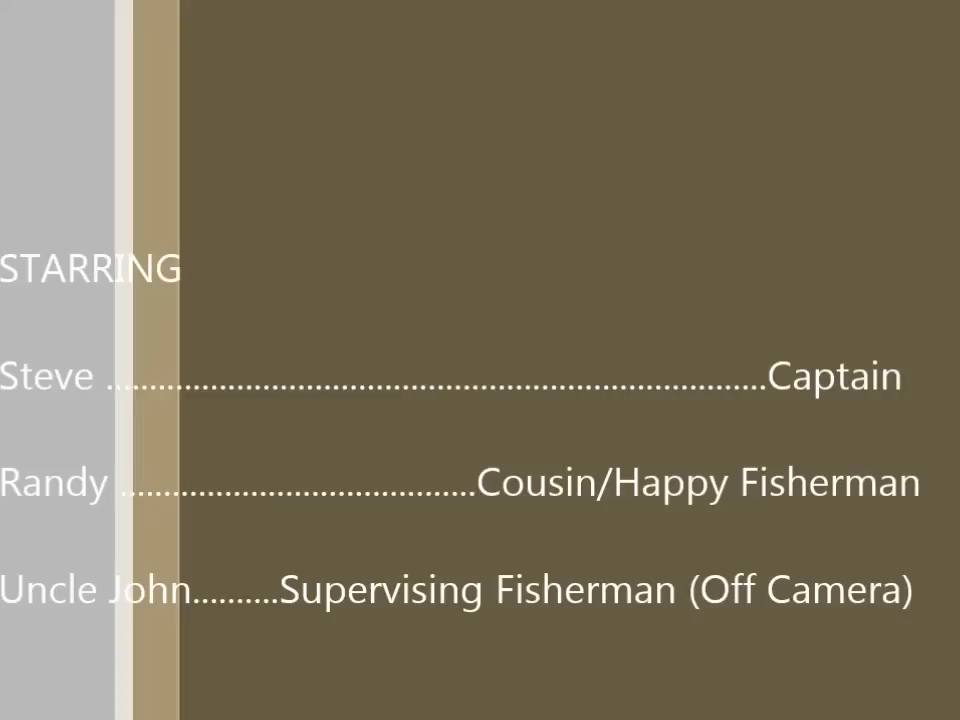 STARRING
Steve ............................................................................Captain
Randy .........................................Cousin/Happy Fisherman
Uncle John..........Supervising Fisherman (Off Camera)